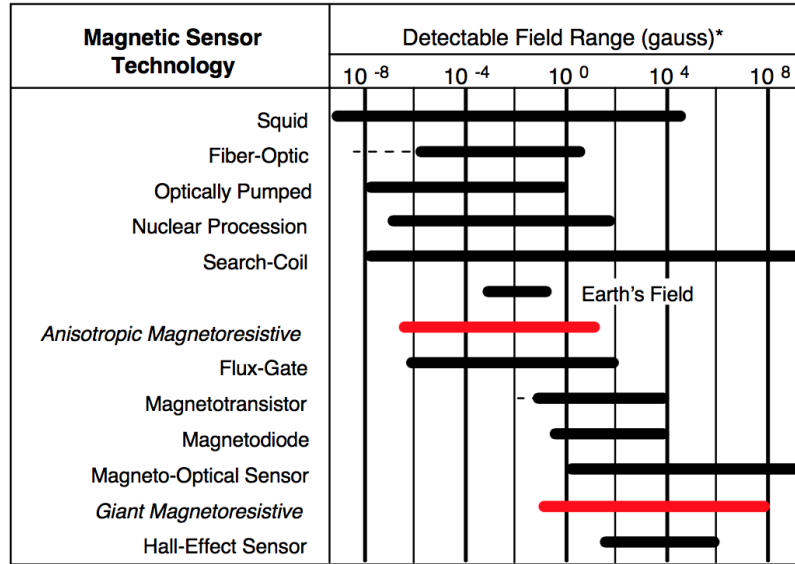 Magnetic Sensor
Technology
Detectable Field Range (gauss)*
10 -8 10 -4 10 0 10 4 10 8
Squid
Fiber-Optic
Optically Pumped
Nuclear Procession
Search-Coil
Earth's Field
Anisotropic Magnetoresistive
Flux-Gate
Magnetotransistor
Magnetodiode
Magneto-Optical Sensor
Giant Magnetoresistive
Hall-Effect Sensor